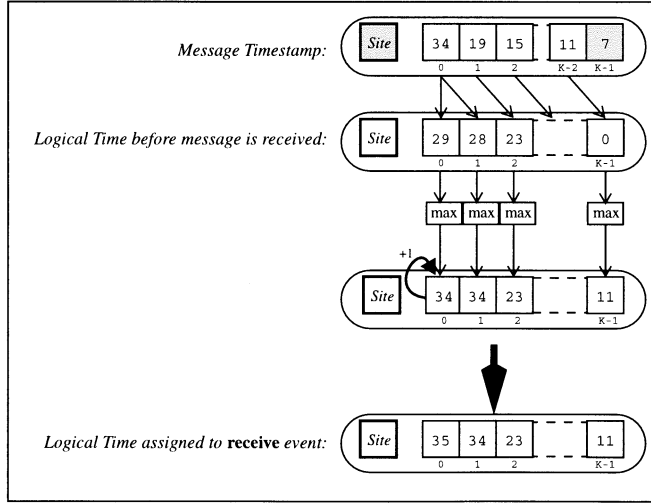 Message Timestamp: Site 34 19 15 11 7
0 1 2 K-2 K-1
Logical Time before message is received: Site 29 28 23 0
0 1 2 K-1
max max max max
+1
Site 34 34 23 11
0 1 2 K-1
Logical Time assigned to receive event: Site 35 34 23 11
0 1 2 K-1